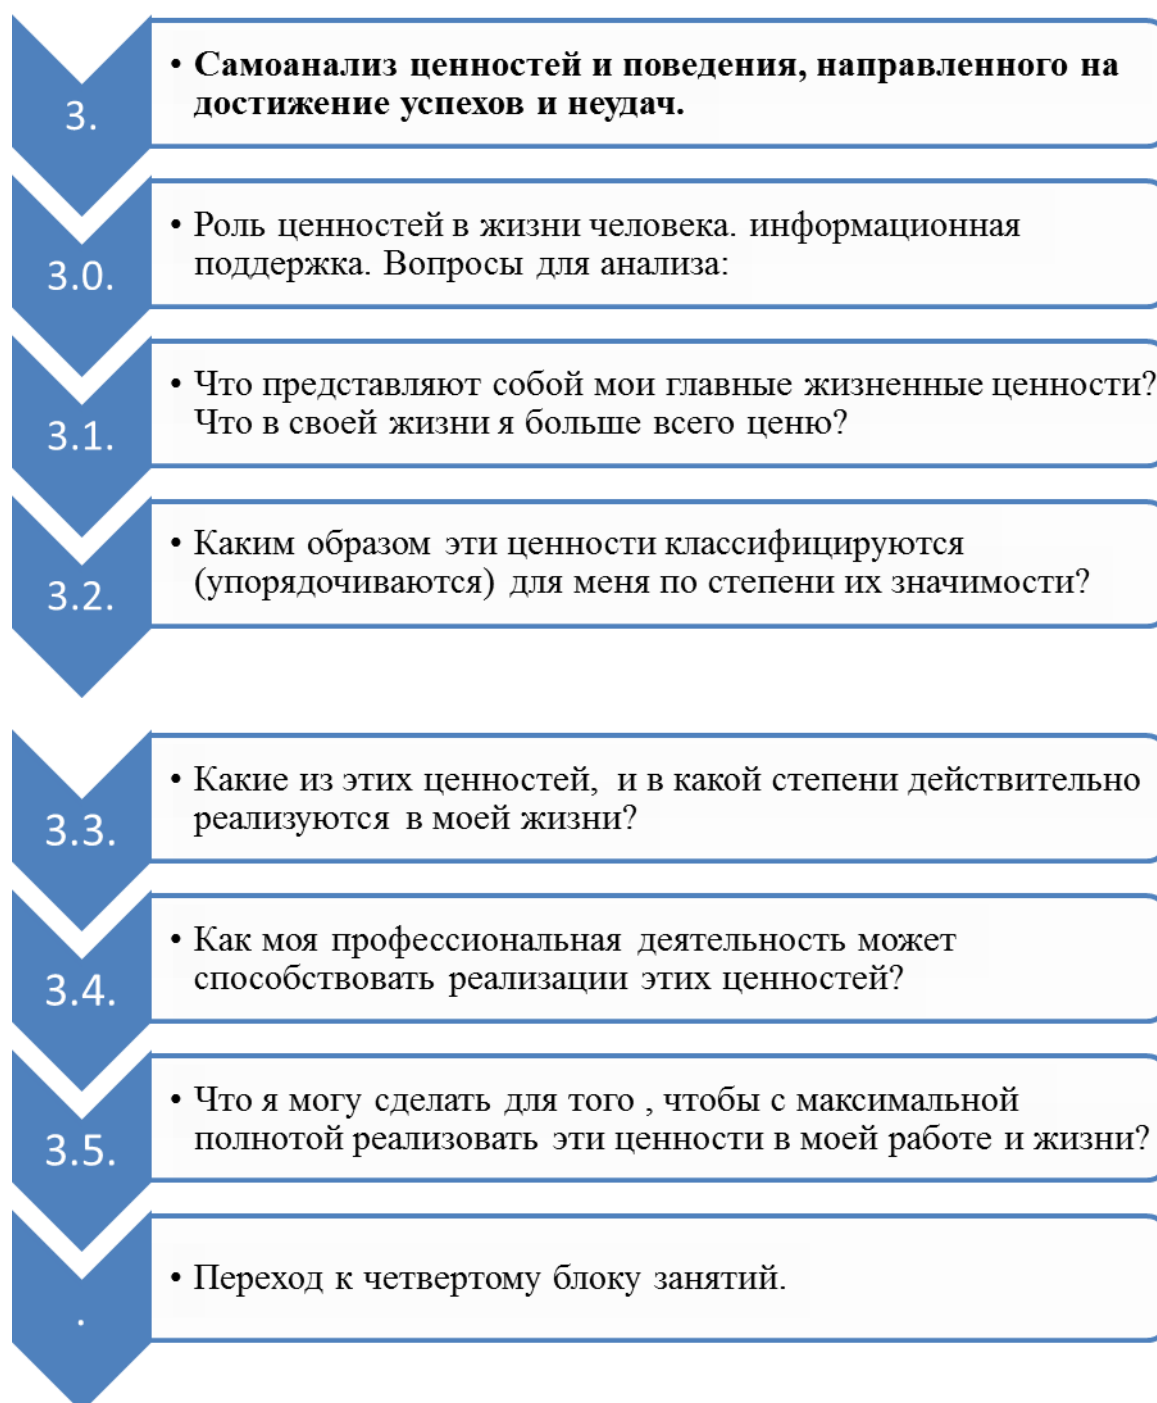 3.
• Самоанализ ценностей и поведения, направленного на
достижение успехов и неудач.
3.0.
• Роль ценностей в жизни человека. информационная
поддержка. Вопросы для анализа:
3.1.
• Что представляют собой мои главные жизненные ценности?
Что в своей жизни я больше всего ценю?
3.2.
• Каким образом эти ценности классифицируются
(упорядочиваются) для меня по степени их значимости?
3.3.
• Какие из этих ценностей, и в какой степени действительно
реализуются в моей жизни?
3.4.
• Как моя профессиональная деятельность может
способствовать реализации этих ценностей?
3.5.
• Что я могу сделать для того , чтобы с максимальной
полнотой реализовать эти ценности в моей работе и жизни?
.
• Переход к четвертому блоку занятий.